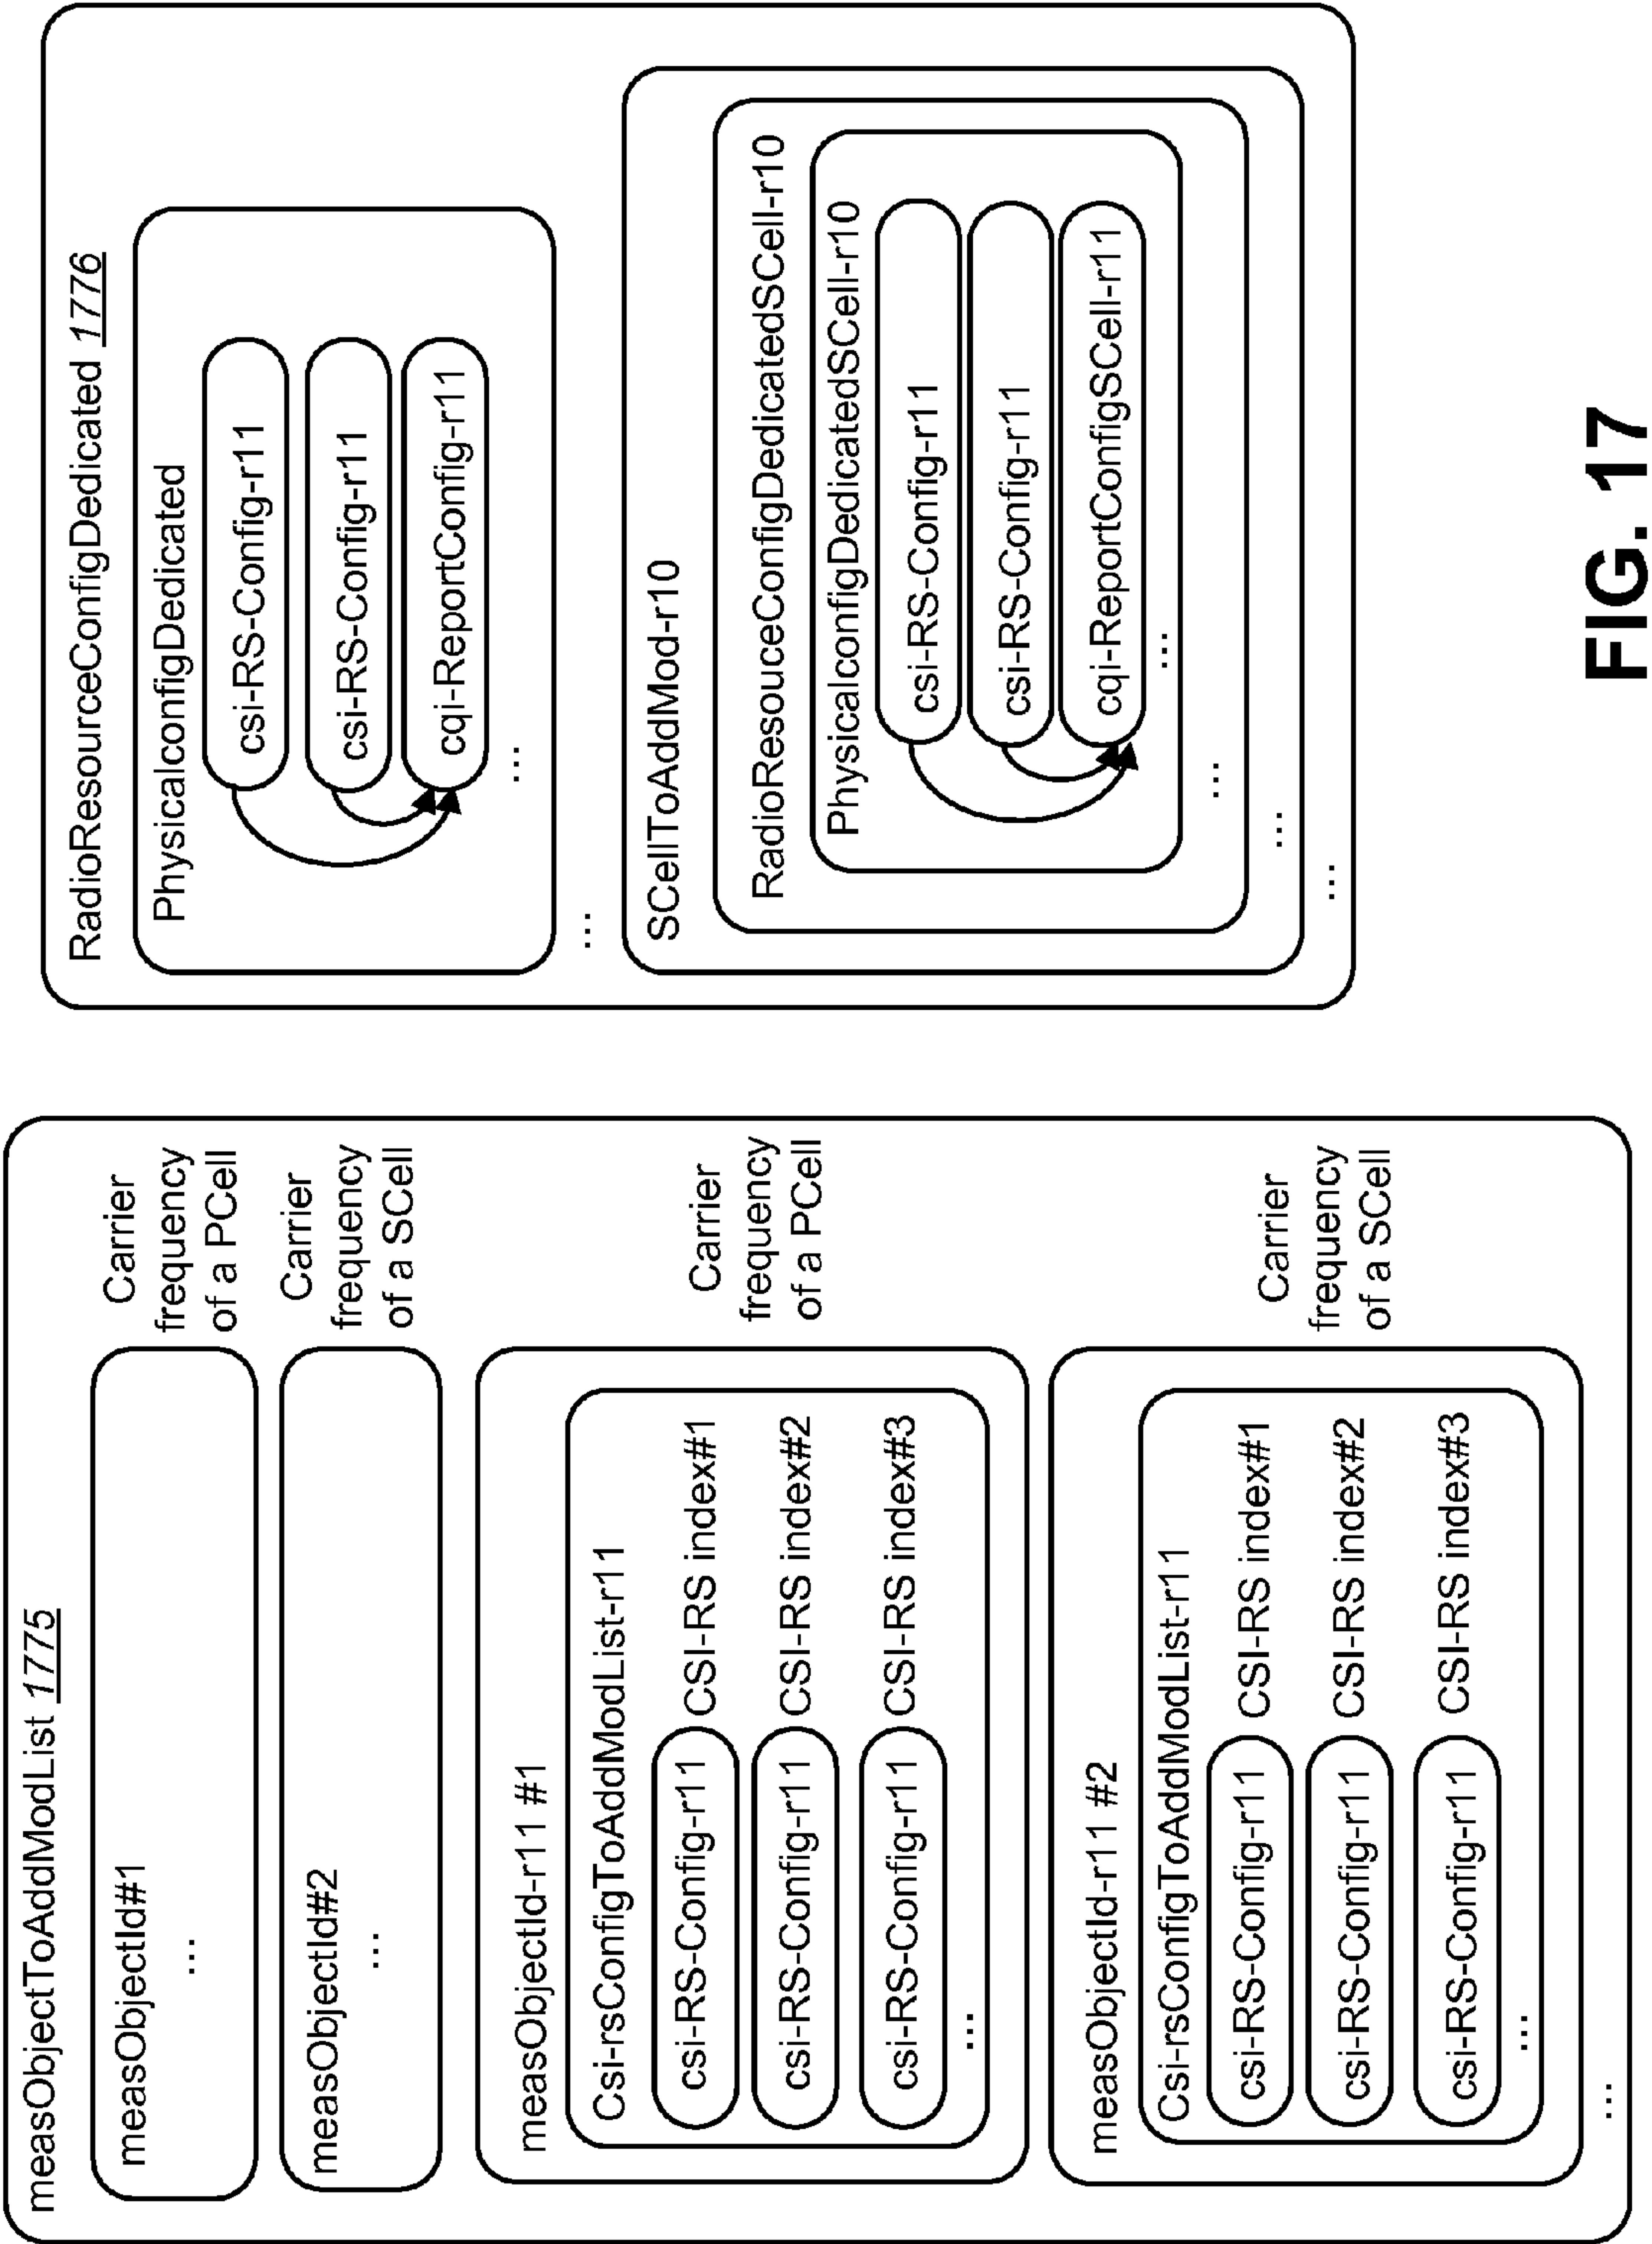 measObjectToAddModList 1775
measObjectId#1
...
Carrier
frequency
of a PCell
measObjectId#2
...
Carrier
frequency
of a SCell
measObjectId-r11 #1
Csi-rsConfigToAddModList-r11
csi-RS-Config-r11 CSI-RS index#1
csi-RS-Config-r11 CSI-RS index#2
csi-RS-Config-r11 CSI-RS index#3
...
Carrier
frequency
of a PCell
measObjectId-r11 #2
Csi-rsConfigToAddModList-r11
csi-RS-Config-r11 CSI-RS index#1
csi-RS-Config-r11 CSI-RS index#2
csi-RS-Config-r11 CSI-RS index#3
...
Carrier
frequency
of a SCell
...
RadioResourceConfigDedicated 1776
PhysicalconfigDedicated
csi-RS-Config-r11
csi-RS-Config-r11
cqi-ReportConfig-r11
...
...
SCellToAddMod-r10
RadioResouceConfigDedicatedSCell-r10
PhysicalconfigDedicatedSCell-r10
csi-RS-Config-r11
csi-RS-Config-r11
cqi-ReportConfigSCell-r11
...
...
...
...
FIG. 17